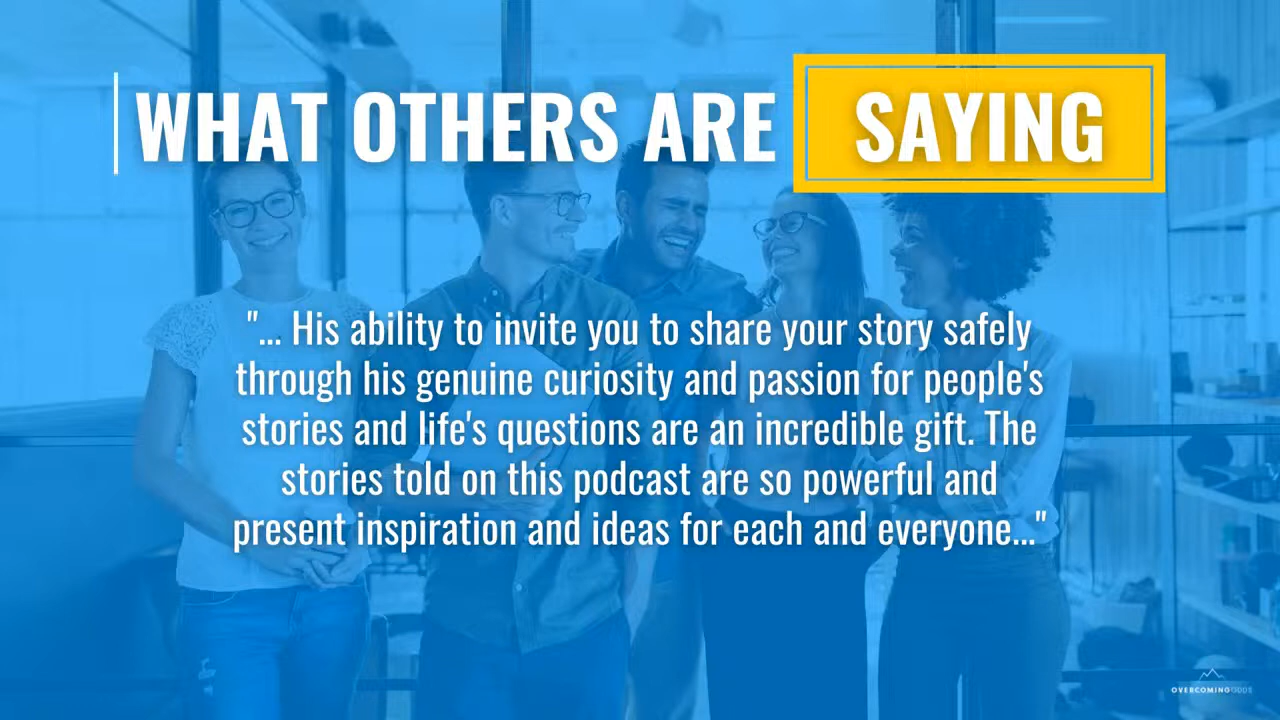 WHAT OTHERS ARE SAYING
"... His ability to invite you to share your story safely
through his genuine curiosity and passion for people's
stories and life's questions are an incredible gift. The
stories told on this podcast are so powerful and
present inspiration and ideas for each and everyone..."
OVERCOMINGODDS